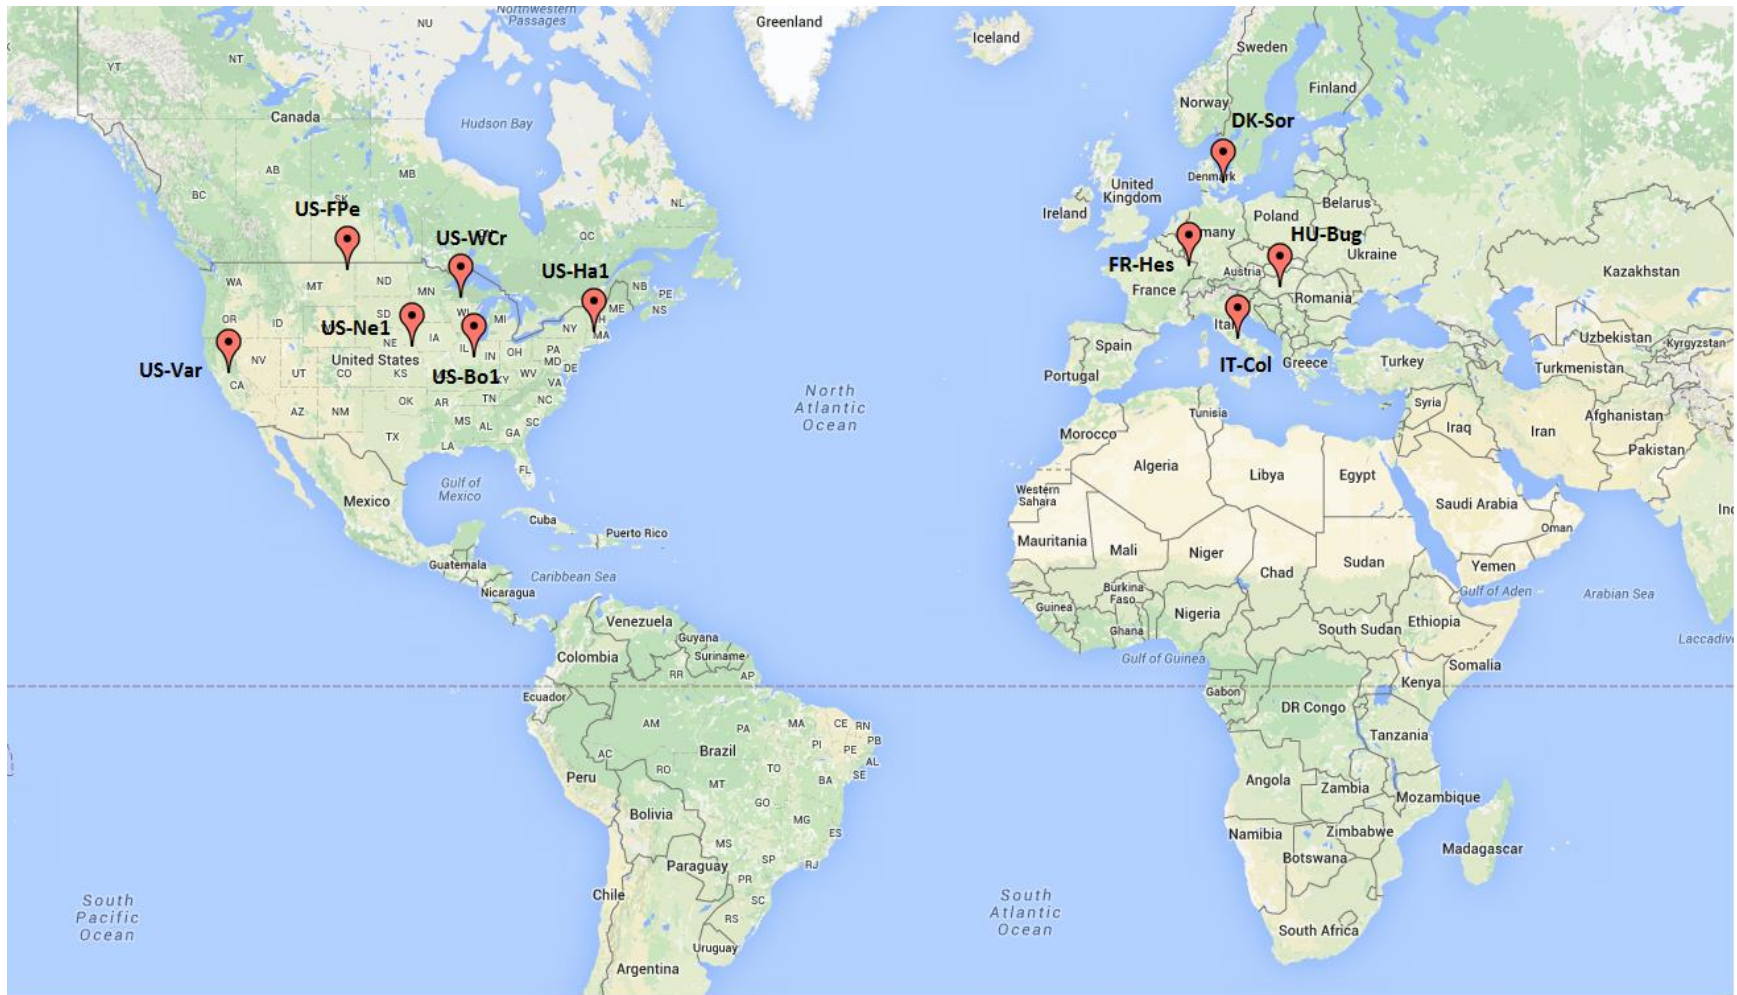 Northwestern
Passages
NU
Greenland
Iceland
Sweden
Finland
Norway
YT
NT
Canada
Hudson Bay
DK-Sor
Denmark
AB
MB
BC
SK
NL
United
Kingdom
Ireland
Belarus
Poland
US-FPe
US-WCr
QC
many
HU-Bug
Ukraine
US-Ha1
FR-Hes
Austria
Kazakhstan
WA
MT
ND
MN
NB
PE
NS
ME
France
Romania
OR
ID
SD
WI
MI
NY
MA
US-Ne1
NE
IA
IL
IN
OH
PA
MD
DE
Ita
Spain
Portugal
IT-Col
Greece
Turkey
Uzbekistan
Kyrgyzstan
Turkmenistan
US-Var
NV
CA
UT
United States
CO
KS
US-Bo1
KY
WV
VA
North
Atlantic
Ocean
AZ
NM
OK
AR
TN
NC
MS
AL
SC
GA
TX
LA
FL
Tunisia
Morocco
Syria
Iraq
Iran
Afghanistan
Pakistan
Algeria
Libya
Egypt
Western
Sahara
Saudi Arabia
Oman
Gulf of
Mexico
Mexico
Cuba
Puerto Rico
Guatemala
Caribbean Sea
Nicaragua
Mauritania
Mali
Niger
Chad
Sudan
Yemen
Gulf of Aden
Arabian Sea
Burkina
Faso
Guinea
Ghana
Nigeria
South Sudan
Ethiopia
Laccadiv
Gulf of Guinea
Somalia
Venezuela
Guyana
Suriname
Colombia
RR
AP
Ecuador
Gabon
Kenya
DR Congo
Tanzania
AM
PA
MA
CE
RN
PB
PI
PE
AL
SE
AC
Brazil
RO
TO
BA
MT
Peru
Bolivia
GO
MG
ES
MS
SP
RJ
Paraguay
PR
SC
RS
Chile
Uruguay
Argentina
Angola
Zambia
Mozambique
Namibia
Zimbabwe
Botswana
Madagascar
South Africa
South
Pacific
Ocean
South
Atlantic
Ocean